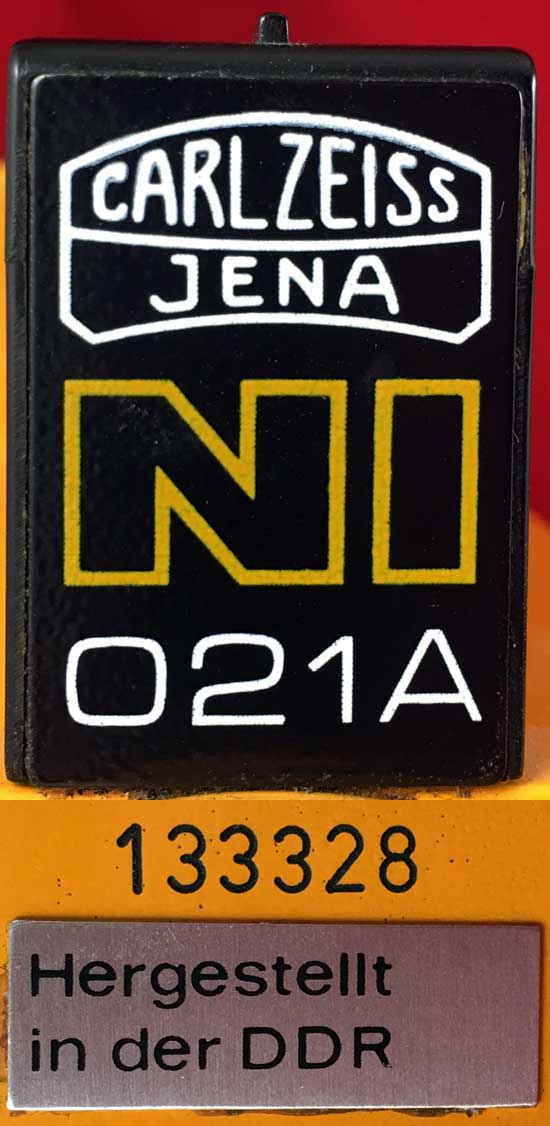 CARL ZEISS
JENA
NI
021A
133328
Hergestellt
in der DDR